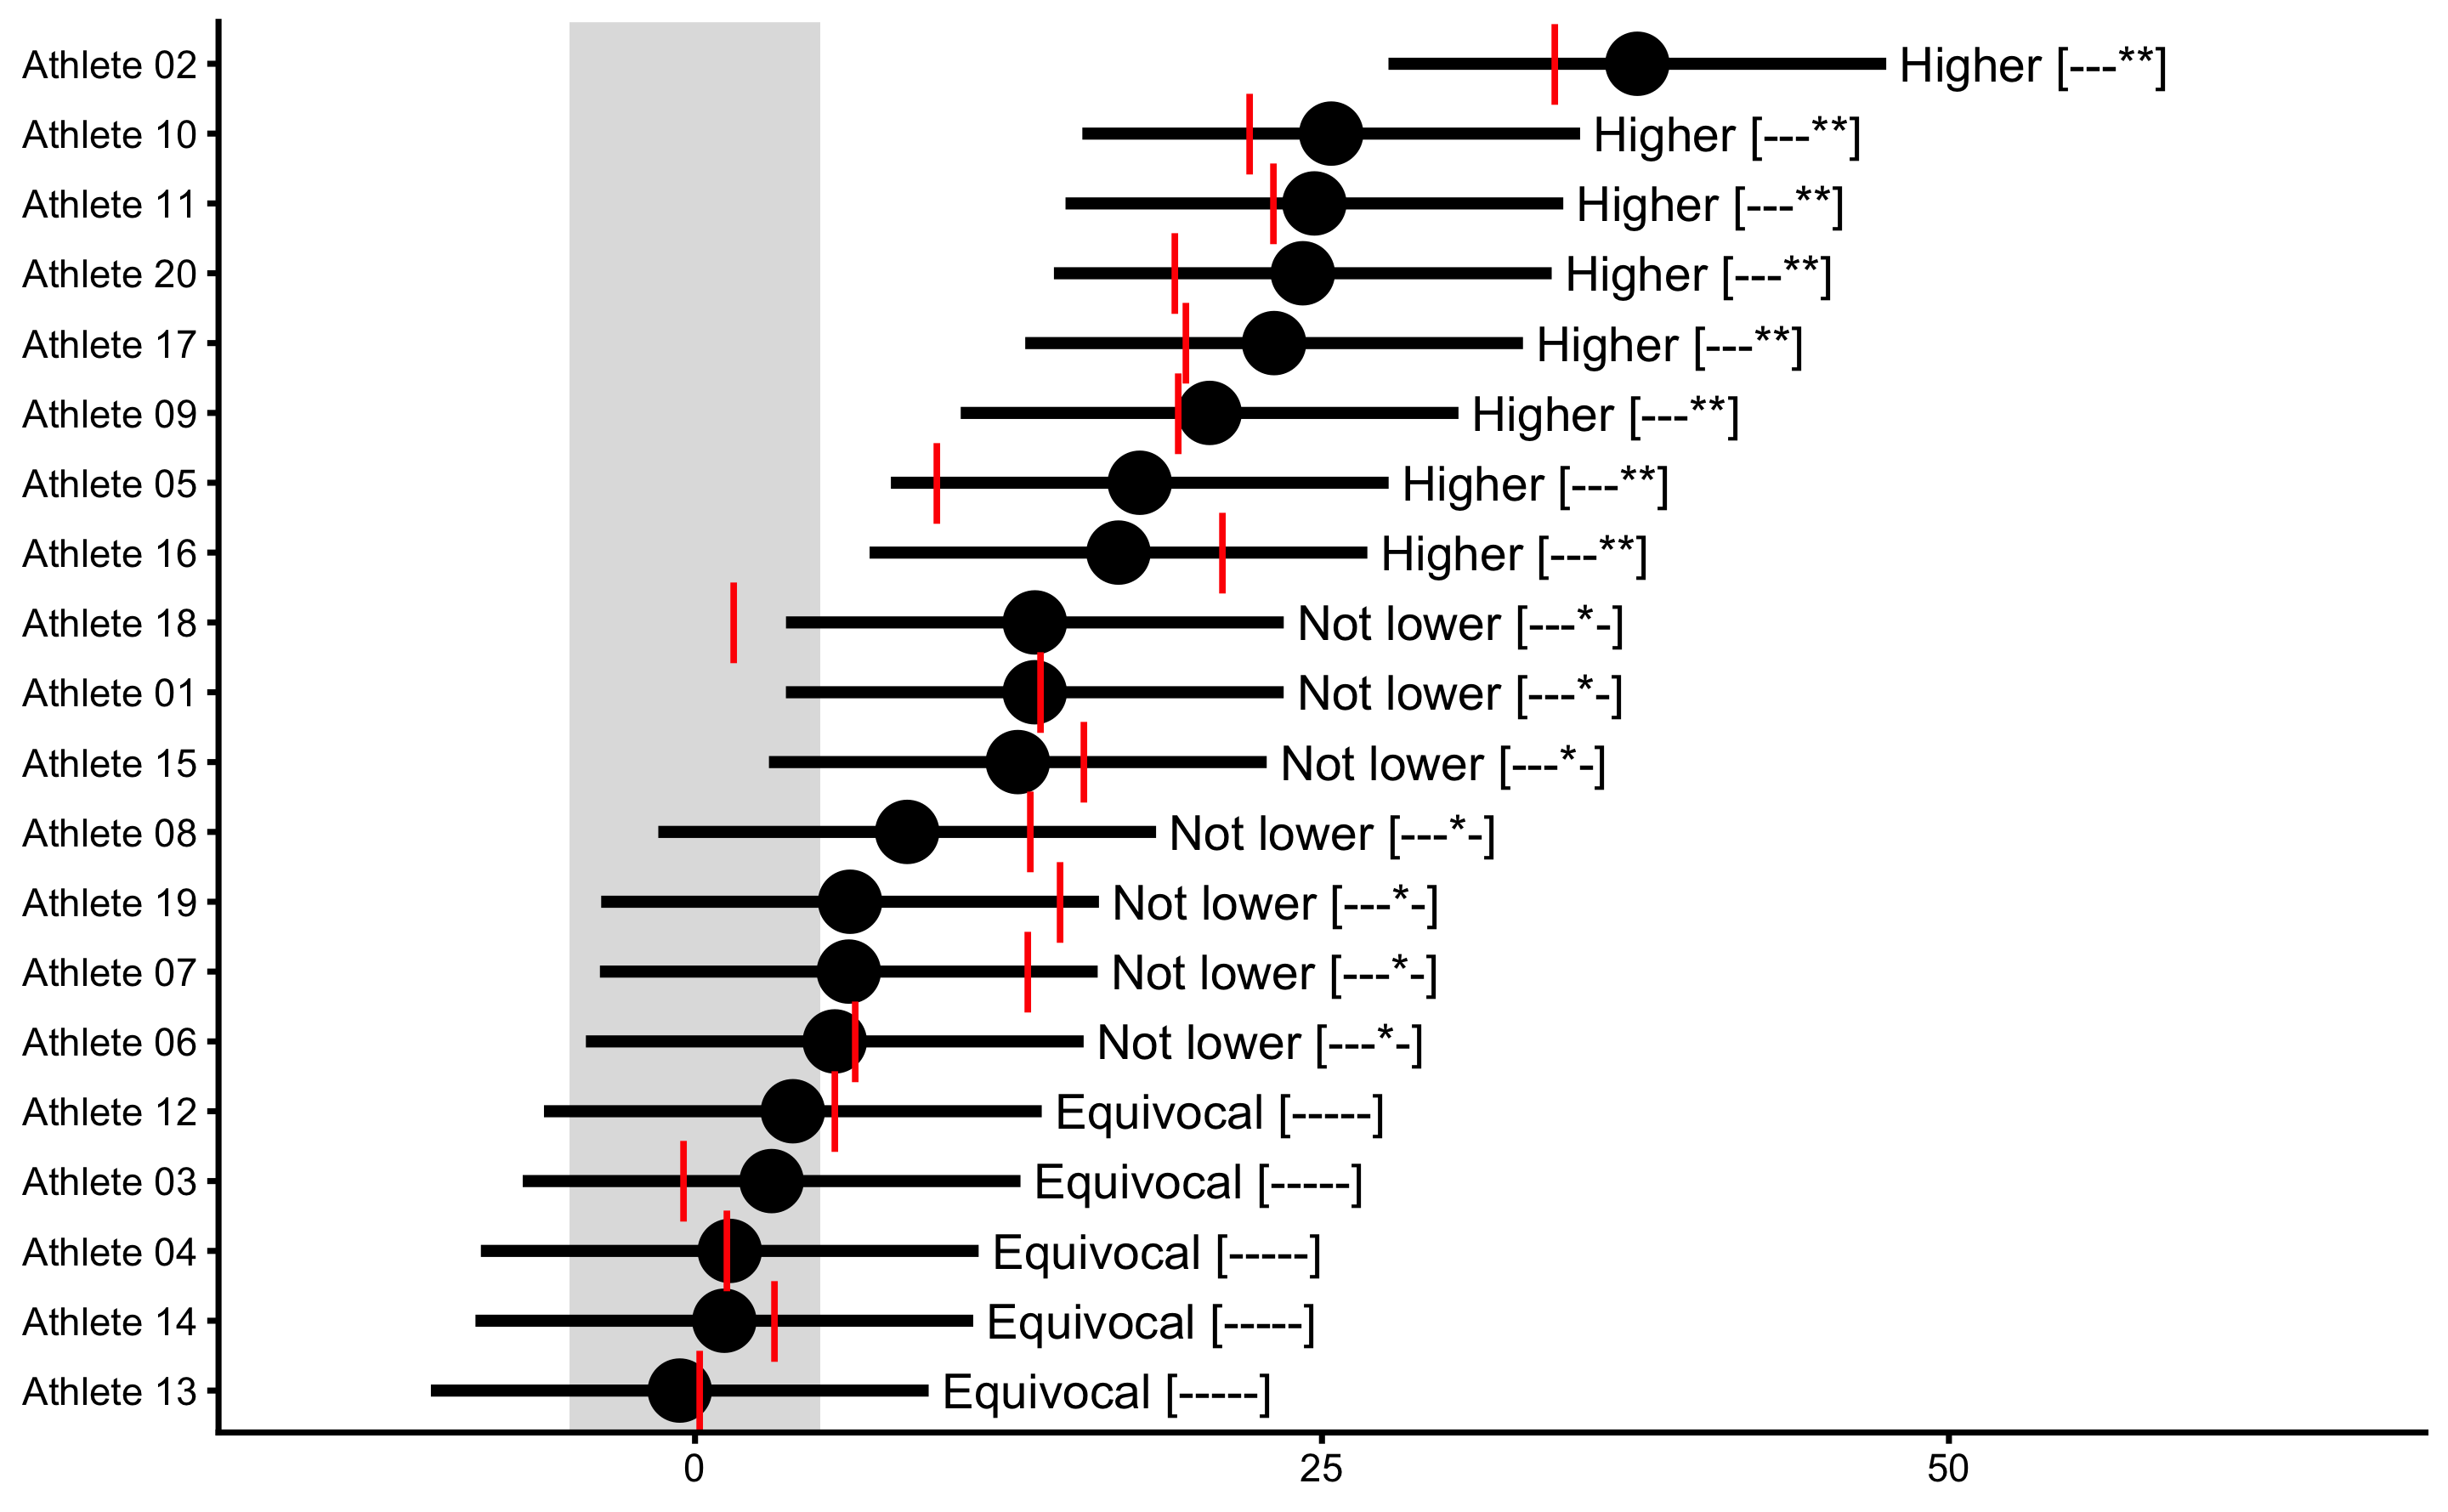 Athlete 02 Higher [---**]
Athlete 10 Higher [---**]
Athlete 11 Higher [---**]
Athlete 20 Higher [---**]
Athlete 17 Higher [---**]
Athlete 09 Higher [---**]
Athlete 05 Higher [---**]
Athlete 16 Higher [---**]
Athlete 18 Not lower [---*-]
Athlete 01 Not lower [---*-]
Athlete 15 Not lower [---*-]
Athlete 08 Not lower [---*-]
Athlete 19 Not lower [---*-]
Athlete 07 Not lower [---*-]
Athlete 06 Not lower [---*-]
Athlete 12 Equivocal [-----]
Athlete 03 Equivocal [-----]
Athlete 04 Equivocal [-----]
Athlete 14 Equivocal [-----]
Athlete 13 Equivocal [-----]
0 25 50